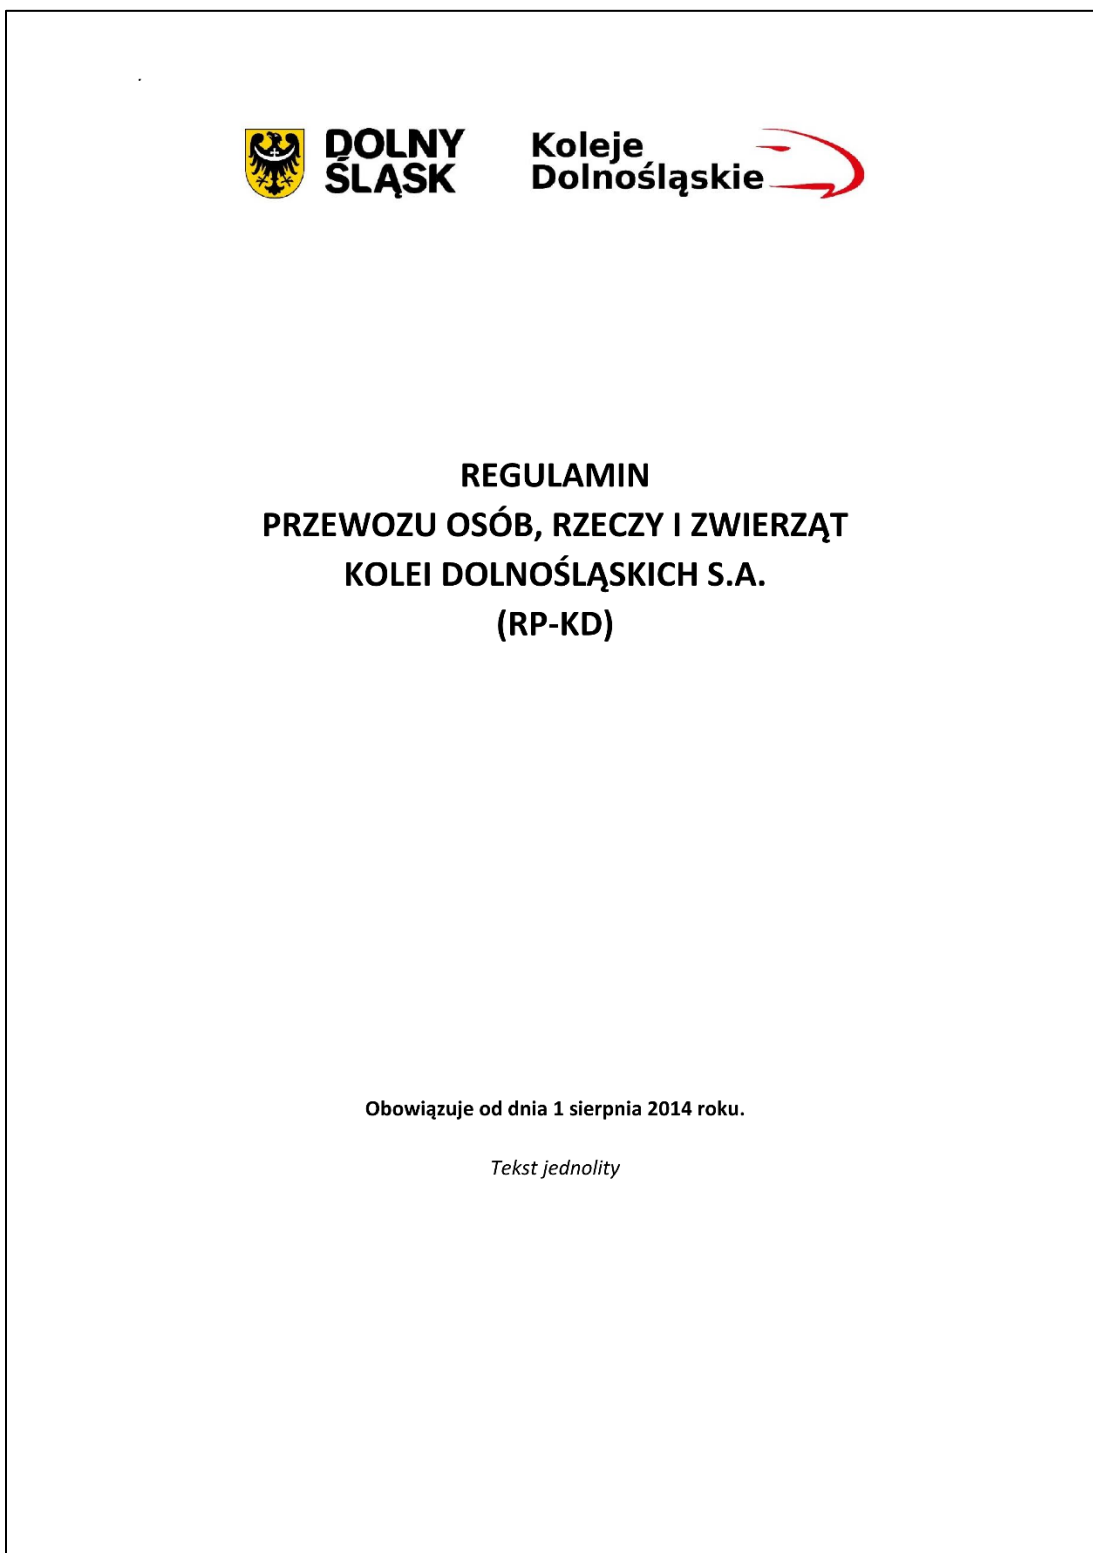 .
DOLNY
ŚLĄSK
Koleje
Dolnośląskie
REGULAMIN
PRZEWOZU OSÓB, RZECZY I ZWIERZĄT
KOLEI DOLNOŚLĄSKICH S.A.
(RP-KD)
Obowiązuje od dnia 1 sierpnia 2014 roku.
Tekst jednolity